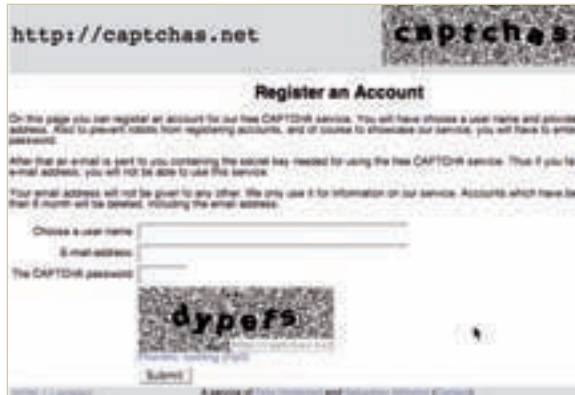 http://captchas.net
captchas
Register an Account
On this page you can register an account for our free CAPTCHA service. You will have choose a user name and provide
address. Also to prevent robots from registering accounts, and of course to showcase our service, you will have to enter
password.
After that an e-mail is sent to you containing the secret key needed for using the free CAPTCHA service. Thus if you
e-mail address, you will not be able to use this service.
Your email address will not be given to any other. We only use it for information on our service. Accounts which have
than 6 month will be deleted, including the email address.
Choose a user name
E-mail-address
The CAPTCHA password
dypefs
Phonetic spelling
Submit
A service of and